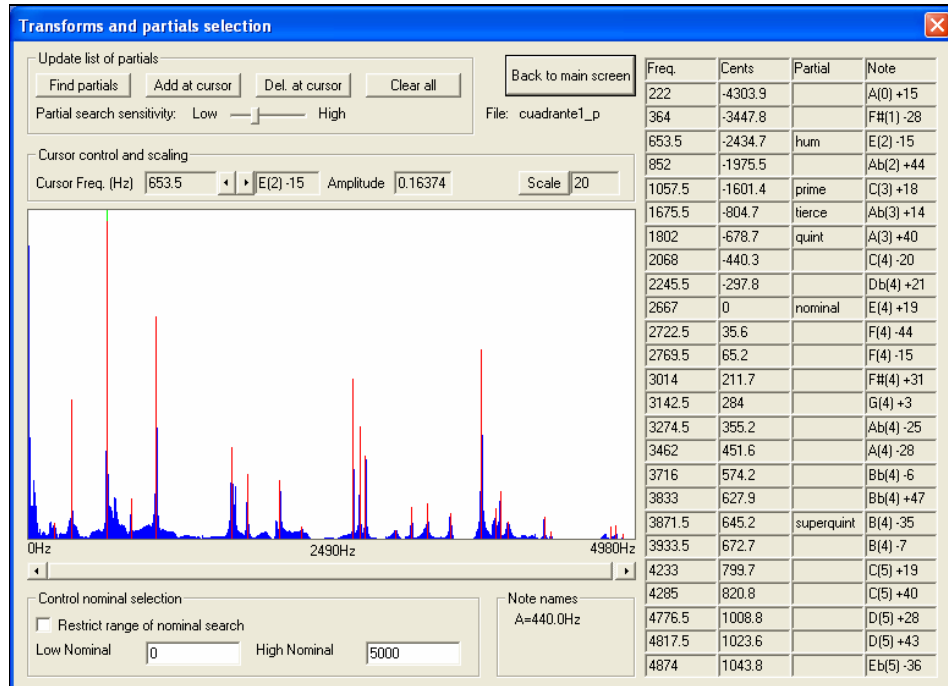 Transforms and partials selection
Update list of partials
Find partials Add at cursor Del. at cursor Clear all
Partial search sensitivity: Low High
Back to main screen
File: cuadrante1_p
Cursor control and scaling
Cursor Freq. (Hz) 653.5 E(2) -15 Amplitude 0.16374 Scale 20
0Hz 2490Hz 4980Hz
Control nominal selection
Restrict range of nominal search
Low Nominal 0 High Nominal 5000
Note names
A=440.0Hz
Freq. Cents Partial Note
222 -4303.9 A(0) +15
364 -3447.8 F#(1) -28
653.5 -2434.7 hum E(2) -15
852 -1975.5 Ab(2) +44
1057.5 -1601.4 prime C(3) +18
1675.5 -804.7 tierce Ab(3) +14
1802 -678.7 quint A(3) +40
2068 -440.3 C(4) -20
2245.5 -297.8 Db(4) +21
2667 0 nominal E(4) +19
2722.5 35.6 F(4) -44
2769.5 65.2 F(4) -15
3014 211.7 F#(4) +31
3142.5 284 G(4) +3
3274.5 355.2 Ab(4) -25
3462 451.6 A(4) -28
3716 574.2 Bb(4) -6
3833 627.9 Bb(4) +47
3871.5 645.2 superquint B(4) -35
3933.5 672.7 B(4) -7
4233 799.7 C(5) +19
4285 820.8 C(5) +40
4776.5 1008.8 D(5) +28
4817.5 1023.6 D(5) +43
4874 1043.8 Eb(5) -36